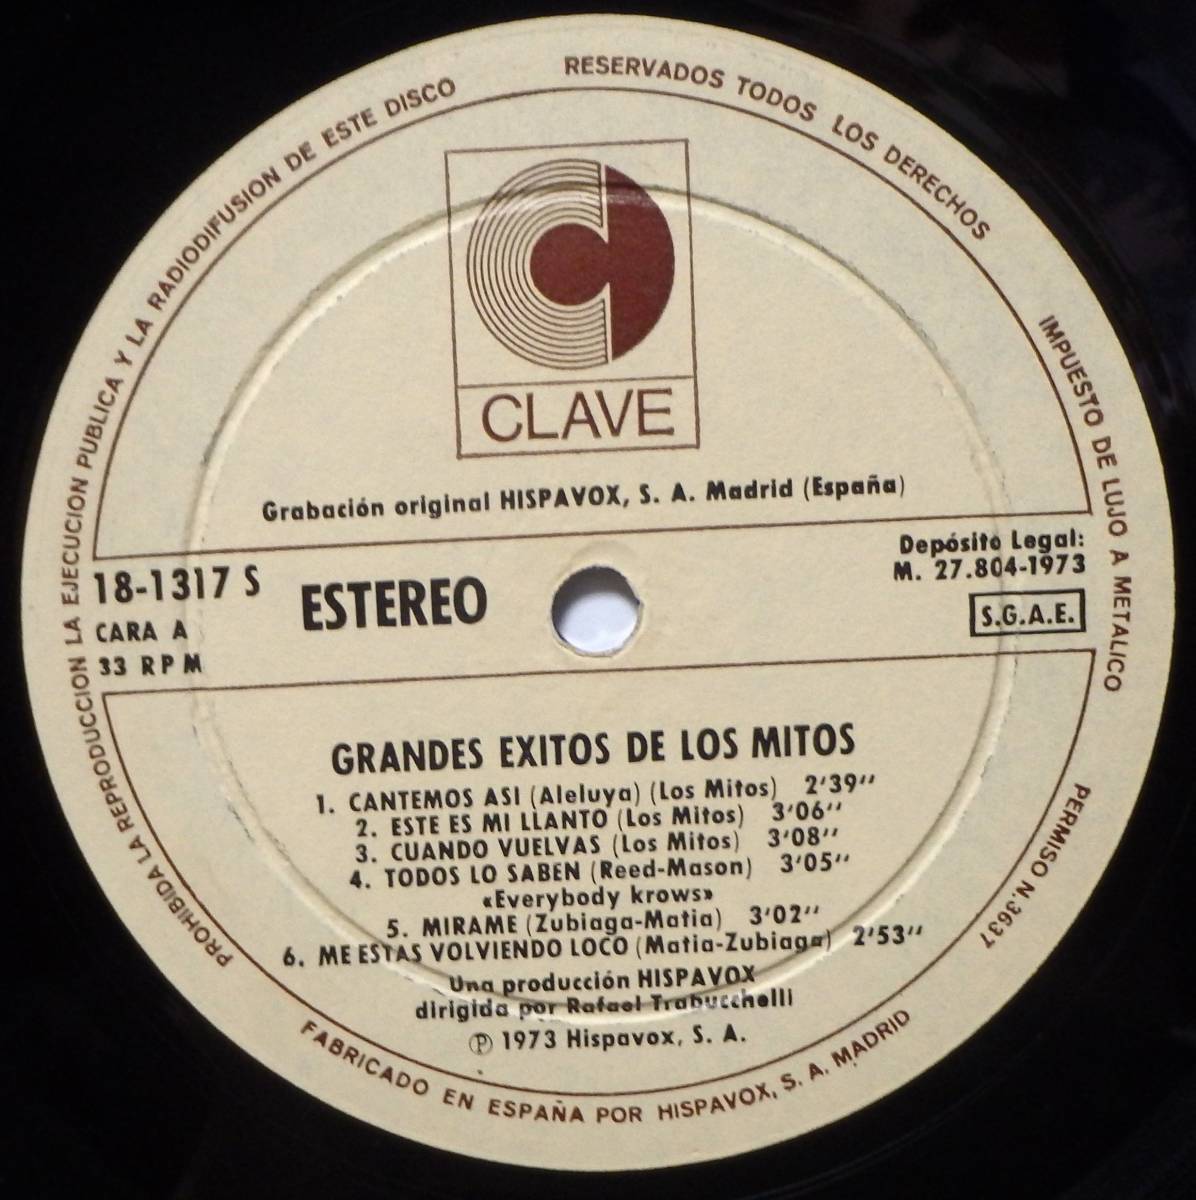 PROHIBIDA LA REPRODUCCION LA EJECUCION PUBLICA Y LA RADIODIFUSION DE ESTE DISCO
RESERVADOS TODOS LOS DERECHOS
IMPUESTO DE LUJO A METALICO
PERMISO N.3637
CLAVE
Grabación original HISPAVOX, S. A. Madrid (España)
18-1317 S
CARA A
33 RPM
ESTEREO
Depósito Legal:
M. 27.804-1973
S.G.A.E.
GRANDES EXITOS DE LOS MITOS
1. CANTEMOS ASI (Aleluya) (Los Mitos) 2'39''
2. ESTE ES MI LLANTO (Los Mitos) 3'06''
3. CUANDO VUELVAS (Los Mitos) 3'08''
4. TODOS LO SABEN (Reed-Mason) 3'05''
«Everybody krows»
5. MIRAME (Zubiaga-Matia) 3'02''
6. ME ESTAS VOLVIENDO LOCO (Matia-Zubiaga) 2'53''
Una producción HISPAVOX
dirigida por Rafael Trabucchelli
Ⓟ 1973 Hispavox, S. A.
FABRICADO EN ESPAÑA POR HISPAVOX, S. A. MADRID